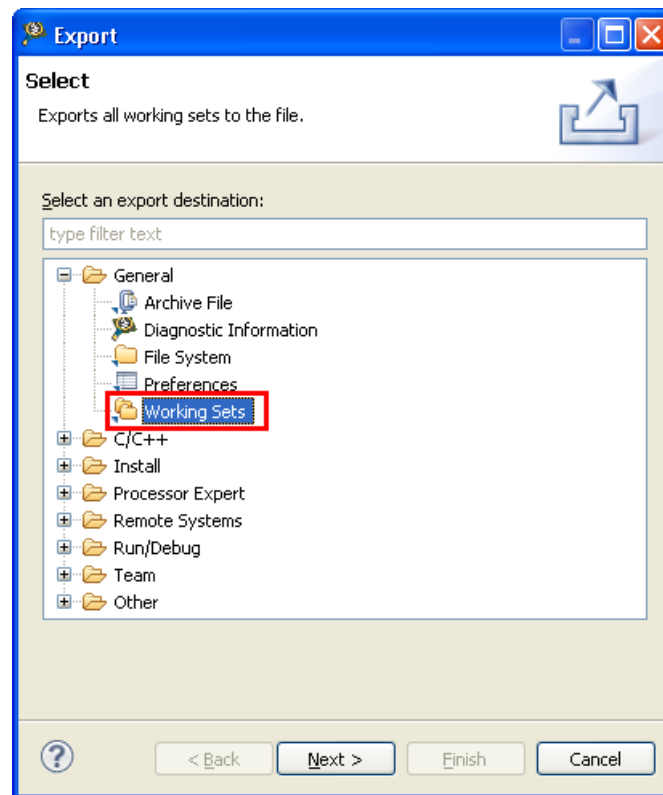 Export
Select
Exports all working sets to the file.
Select an export destination:
type filter text
General
Archive File
Diagnostic Information
File System
Preferences
Working Sets
C/C++
Install
Processor Expert
Remote Systems
Run/Debug
Team
Other
? < Back Next > Finish Cancel